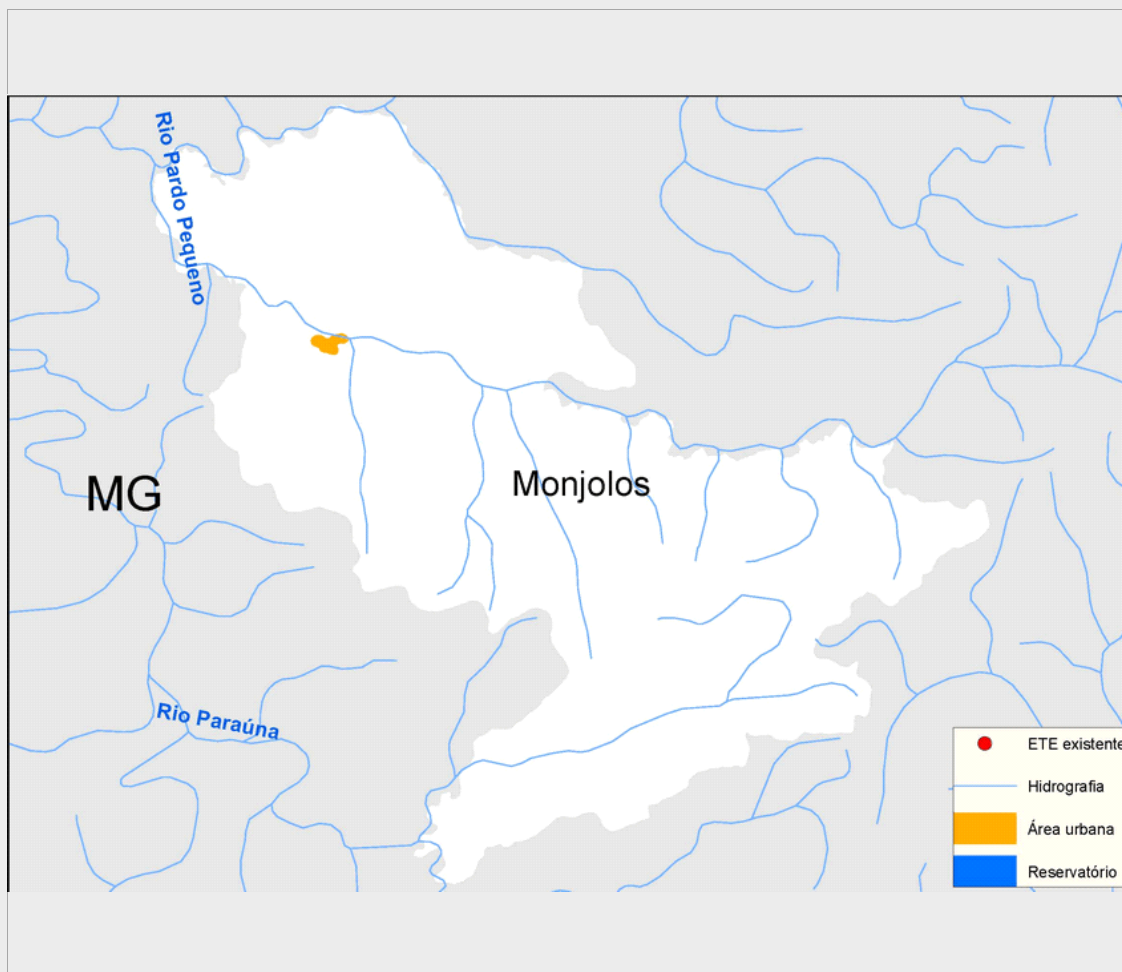 Rio Pardo Pequeno
MG
Monjolos
Rio Paraúna
ETE existente
Hidrografia
Área urbana
Reservatório